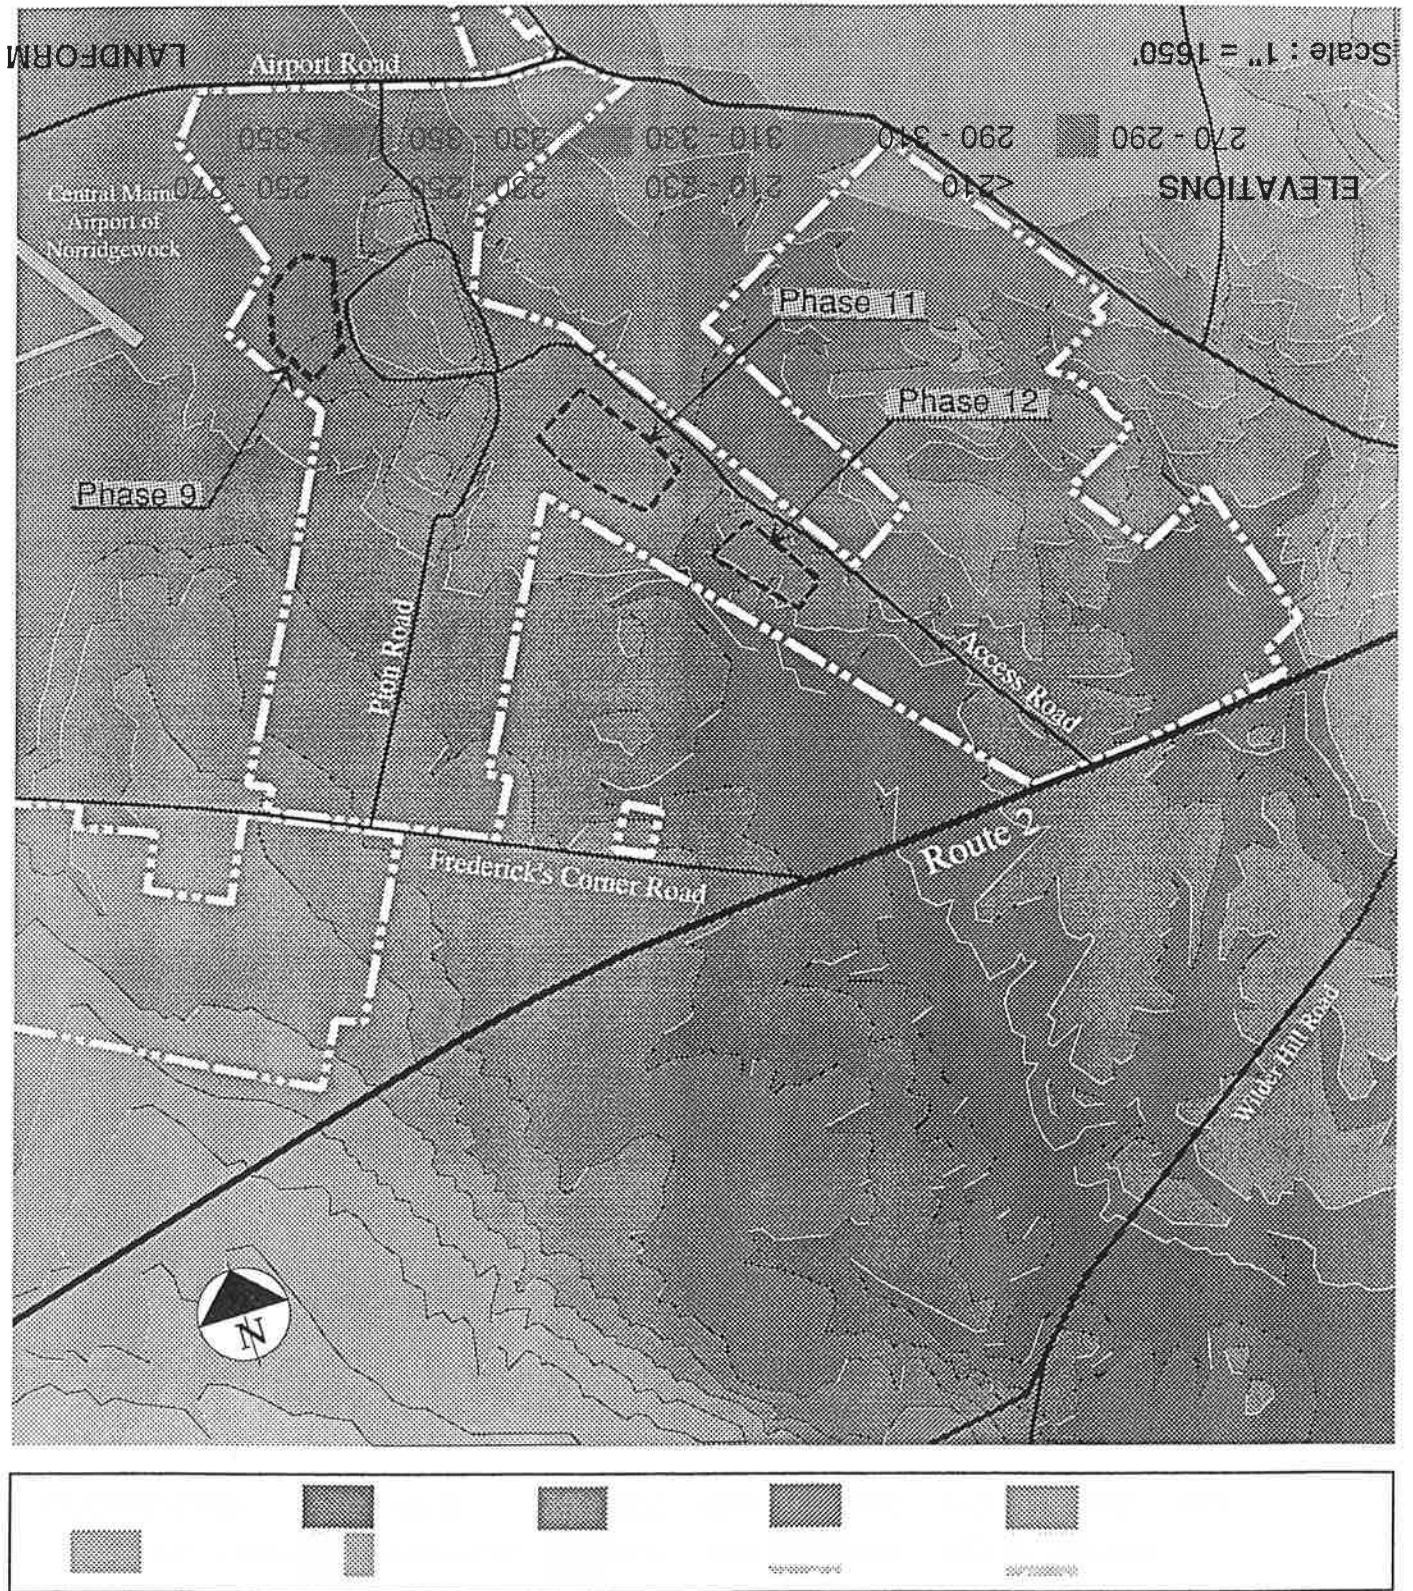 LANDFORM
Scale : 1" = 1650'
Airport Road
270 - 290
290 - 310
310 - 330
330 - 350
>350
ELEVATIONS
<210
210 - 230
230 - 250
250 - 270
Central Maine
Airport of
Norridgewock
Phase 11
Phase 12
Phase 9
Pion Road
Access Road
Route 2
Frederick's Corner Road
Wilder Hill Road
N